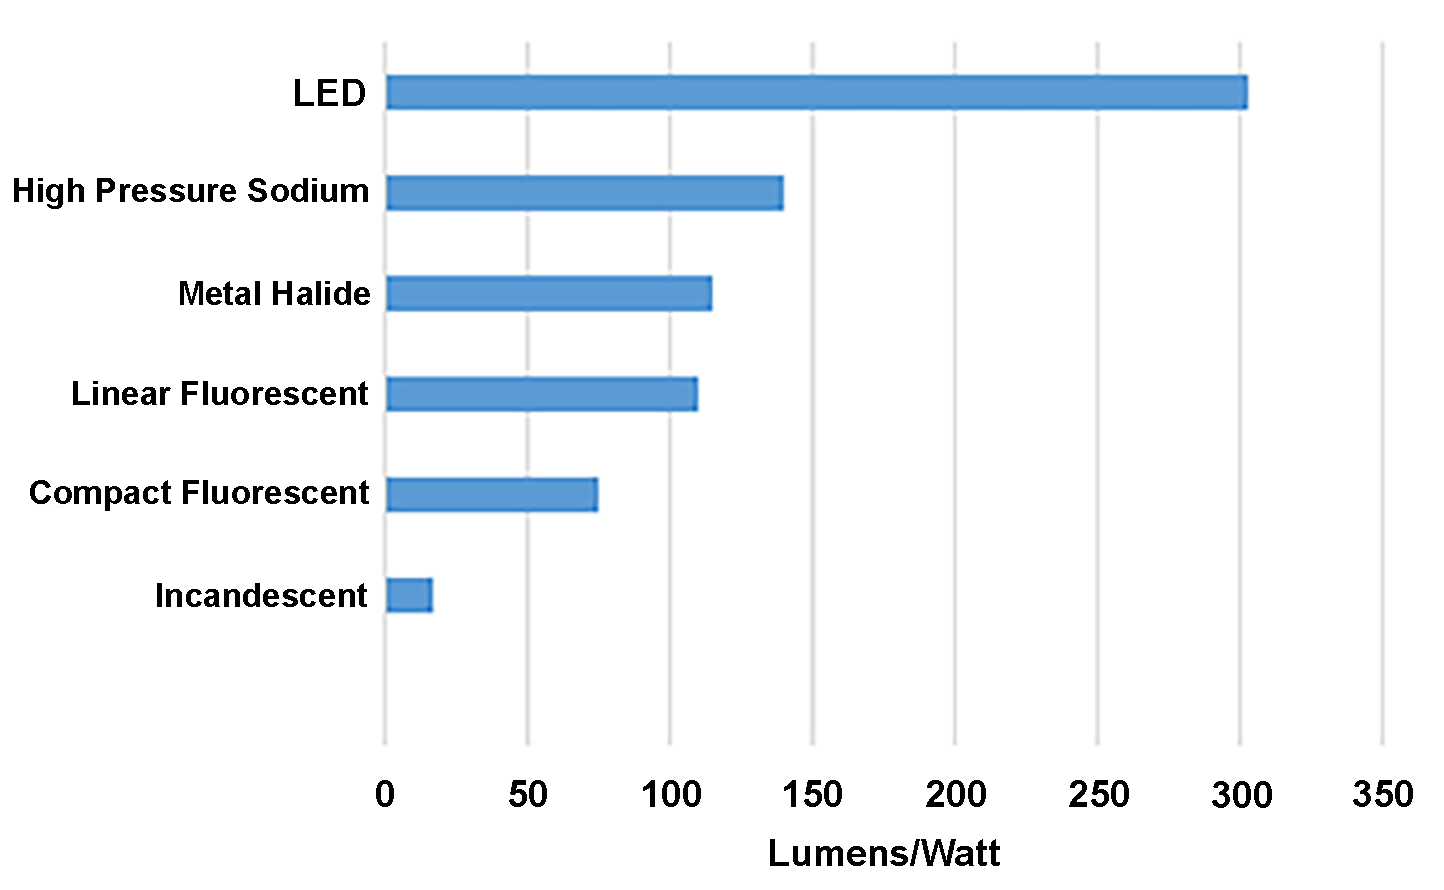 LED
High Pressure Sodium
Metal Halide
Linear Fluorescent
Compact Fluorescent
Incandescent
0 50 100 150 200 250 300 350
Lumens/Watt